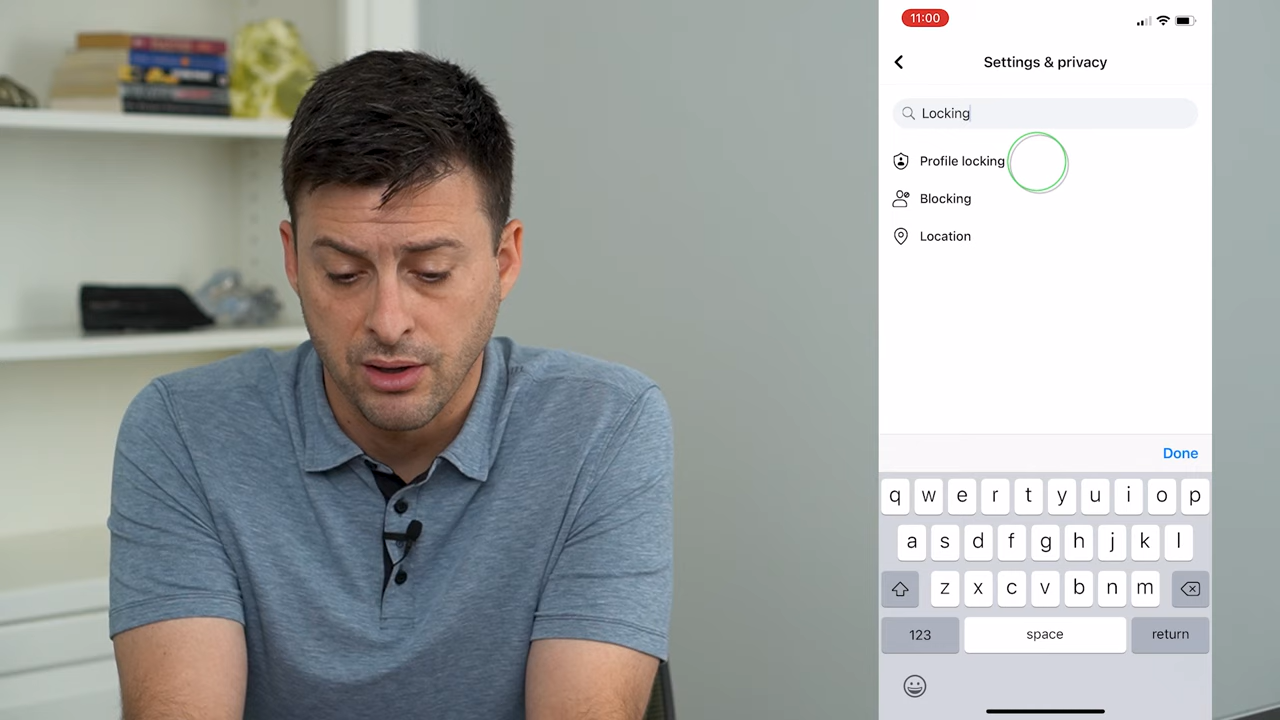 11:00
Settings & privacy
Locking
Profile locking
Blocking
Location
Done
q w e r t y u i o p
a s d f g h j k l
z x c v b n m
123 space return